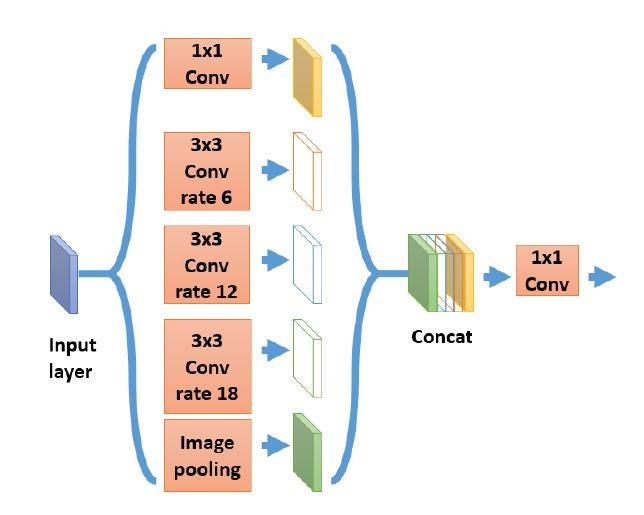 1x1
Conv
3x3
Conv
rate 6
3x3
Conv
rate 12
3x3
Conv
rate 18
Image
pooling
Input
layer
Concat
1x1
Conv